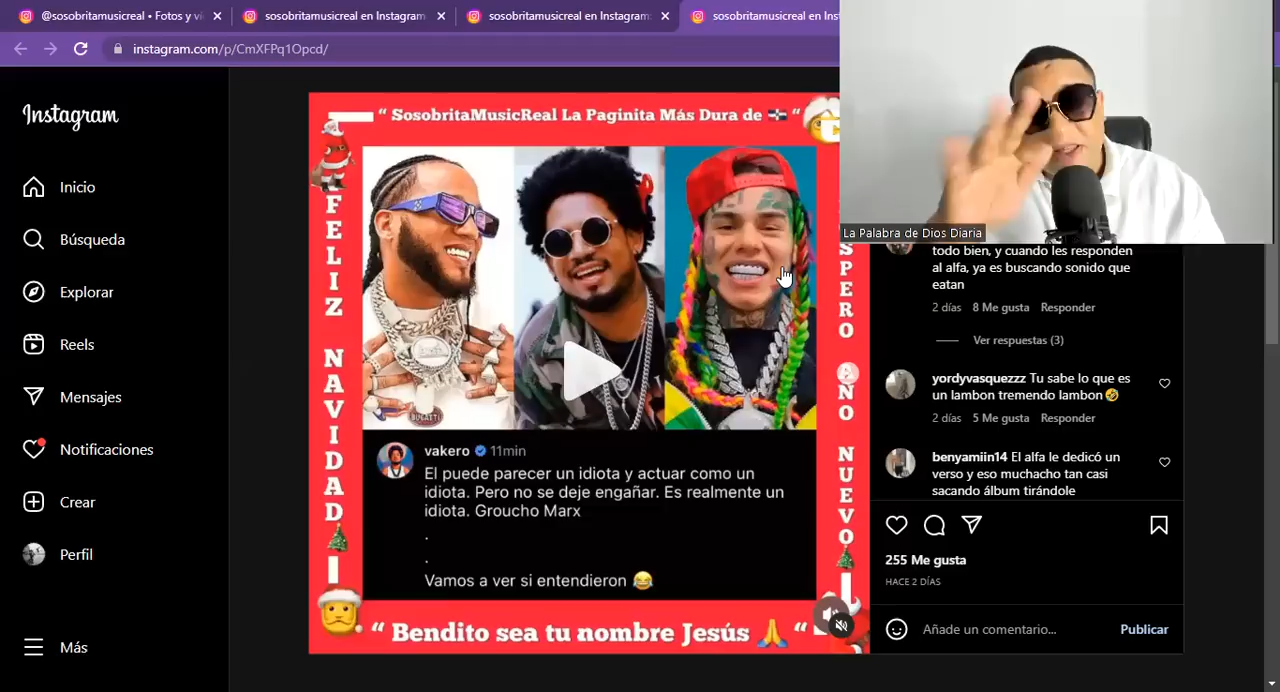 @sosobritamusicreal • Fotos y vi
sosobritamusicreal en Instagram
sosobritamusicreal en Instagram:
sosobritamusicreal en Inst
instagram.com/p/CmXFPq1Opcd/
Instagram
Inicio
Búsqueda
Explorar
Reels
Mensajes
Notificaciones
Crear
Perfil
Más
“ SosobritaMusicReal La Paginita Más Dura de 🇩🇴 “
FELIZ NAVIDAD🎄
SPERO AÑO NUEVO🎄
BUGATTI
vakero 11min
El puede parecer un idiota y actuar como un
idiota. Pero no se deje engañar. Es realmente un
idiota. Groucho Marx
.
.
Vamos a ver si entendieron 😂
“ Bendito sea tu nombre Jesús 🙏 “
La Palabra de Dios Diaria
todo bien, y cuando les responden
al alfa, ya es buscando sonido que
eatan
2 días 8 Me gusta Responder
Ver respuestas (3)
yordyvasquezzz Tu sabe lo que es
un lambon tremendo lambon🤣
2 días 5 Me gusta Responder
benyamiin14 El alfa le dedicó un
verso y eso muchacho tan casi
sacando álbum tirándole
255 Me gusta
HACE 2 DÍAS
Añade un comentario...
Publicar